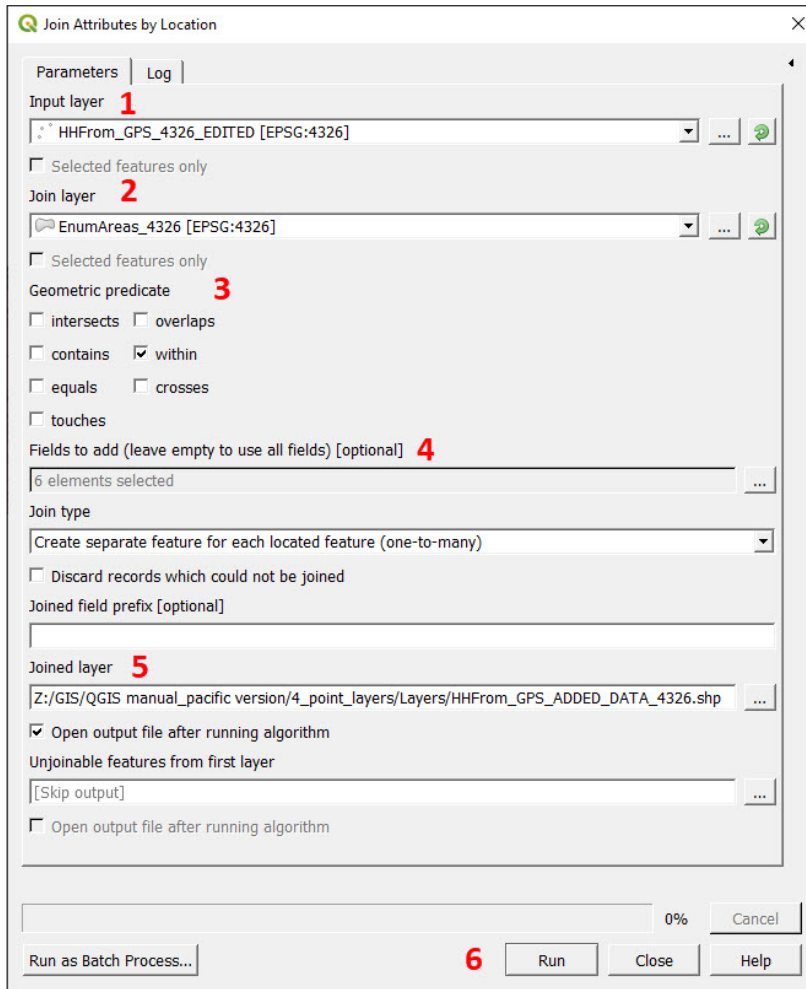 Join Attributes by Location
Parameters Log
Input layer 1
HHFrom_GPS_4326_EDITED [EPSG:4326] ...
Selected features only
Join layer 2
EnumAreas_4326 [EPSG:4326] ...
Selected features only
Geometric predicate 3
intersects overlaps
contains within
equals crosses
touches
Fields to add (leave empty to use all fields) [optional] 4
6 elements selected ...
Join type
Create separate feature for each located feature (one-to-many)
Discard records which could not be joined
Joined field prefix [optional]
Joined layer 5
Z:/GIS/QGIS manual_pacific version/4_point_layers/Layers/HHFrom_GPS_ADDED_DATA_4326.shp ...
Open output file after running algorithm
Unjoinable features from first layer
[Skip output] ...
Open output file after running algorithm
0% Cancel
Run as Batch Process... 6 Run Close Help